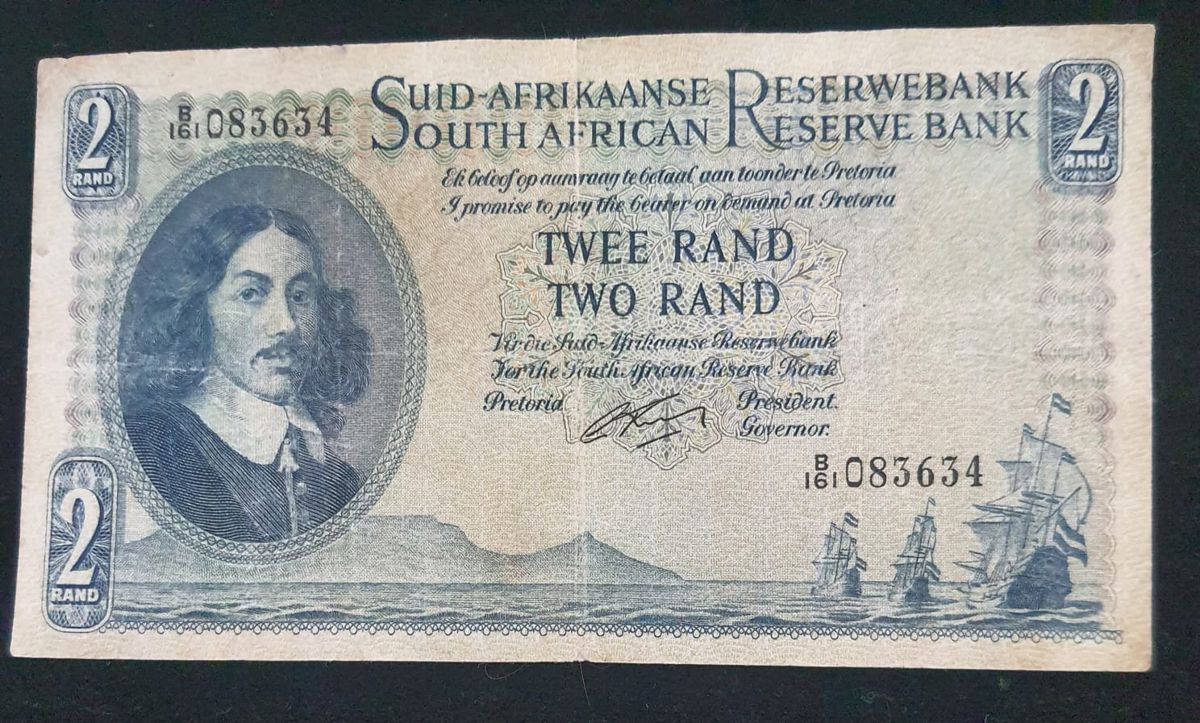 2
RAND
B/161 083634
SUID-AFRIKAANSE RESERWEBANK
SOUTH AFRICAN RESERVE BANK
2
RAND
Ek beloof op aanvraag te betaal aan toonder te Pretoria
I promise to pay the bearer on demand at Pretoria
TWEE RAND
TWO RAND
Vir die Suid-Afrikaanse Reserwebank
For the South African Reserve Bank
Pretoria
President.
Governor.
B/161 083634
2
RAND